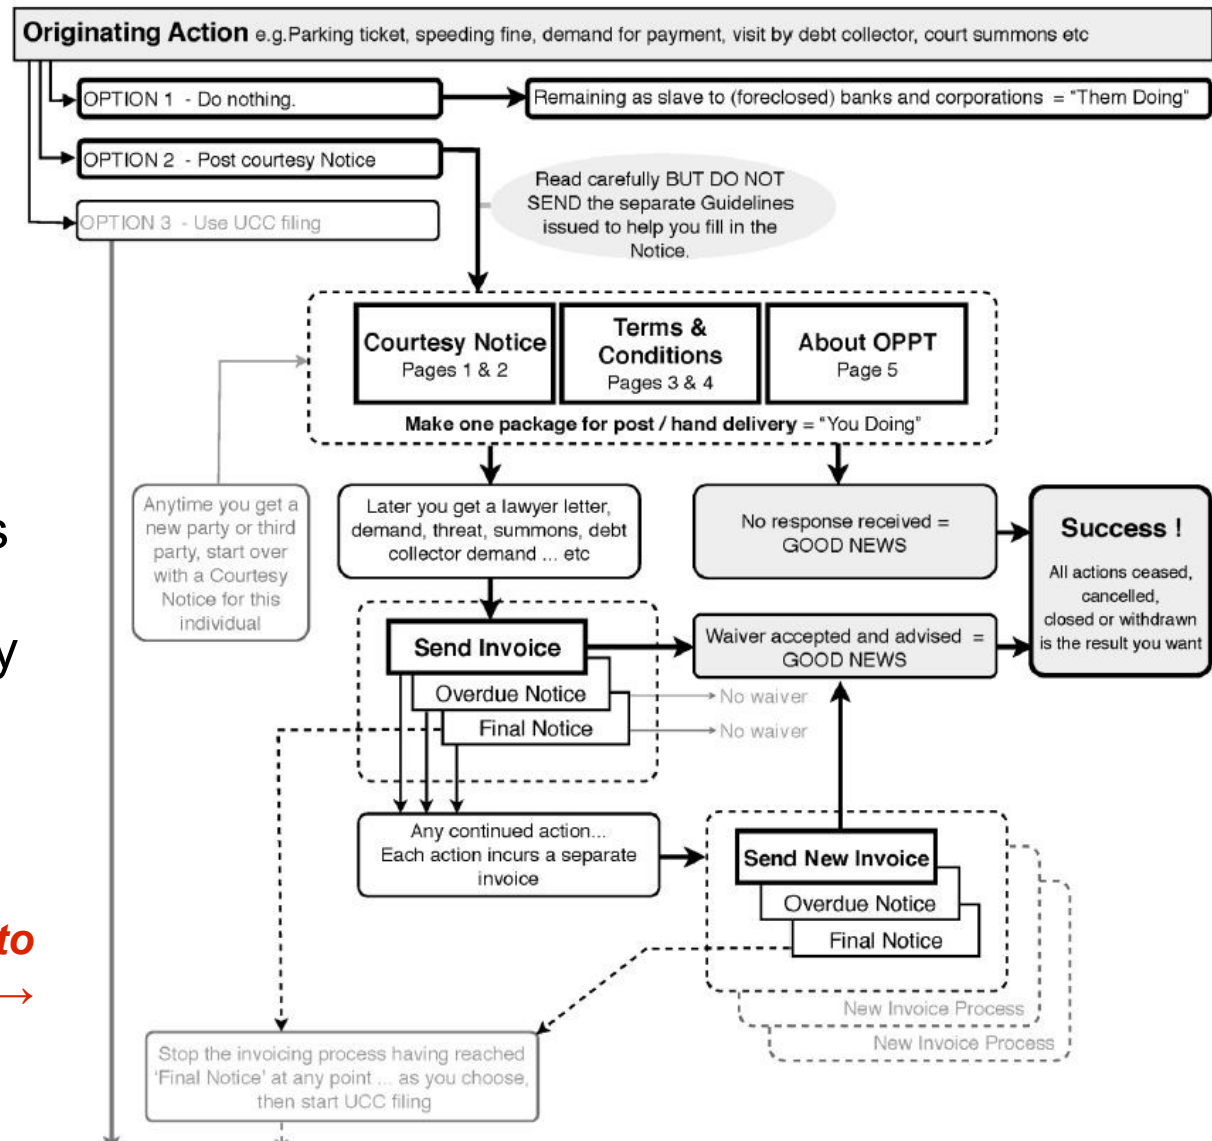 Originating Action e.g.Parking ticket, speeding fine, demand for payment, visit by debt collector, court summons etc
OPTION 1 - Do nothing.
Remaining as slave to (foreclosed) banks and corporations = "Them Doing"
OPTION 2 - Post courtesy Notice
OPTION 3 - Use UCC filing
Read carefully BUT DO NOT
SEND the separate Guidelines
issued to help you fill in the
Notice.
Courtesy Notice
Pages 1 & 2
Terms &
Conditions
Pages 3 & 4
About OPPT
Page 5
Make one package for post / hand delivery = "You Doing"
Anytime you get a
new party or third
party, start over
with a Courtesy
Notice for this
individual
Later you get a lawyer letter,
demand, threat, summons, debt
collector demand ... etc
No response received =
GOOD NEWS
Success !
All actions ceased,
cancelled,
closed or withdrawn
is the result you want
s
y
Send Invoice
Overdue Notice
Final Notice
Waiver accepted and advised =
GOOD NEWS
No waiver
No waiver
Any continued action...
Each action incurs a separate
invoice
Send New Invoice
Overdue Notice
Final Notice
New Invoice Process
New Invoice Process
to
→
Stop the invoicing process having reached
'Final Notice' at any point ... as you choose,
then start UCC filing